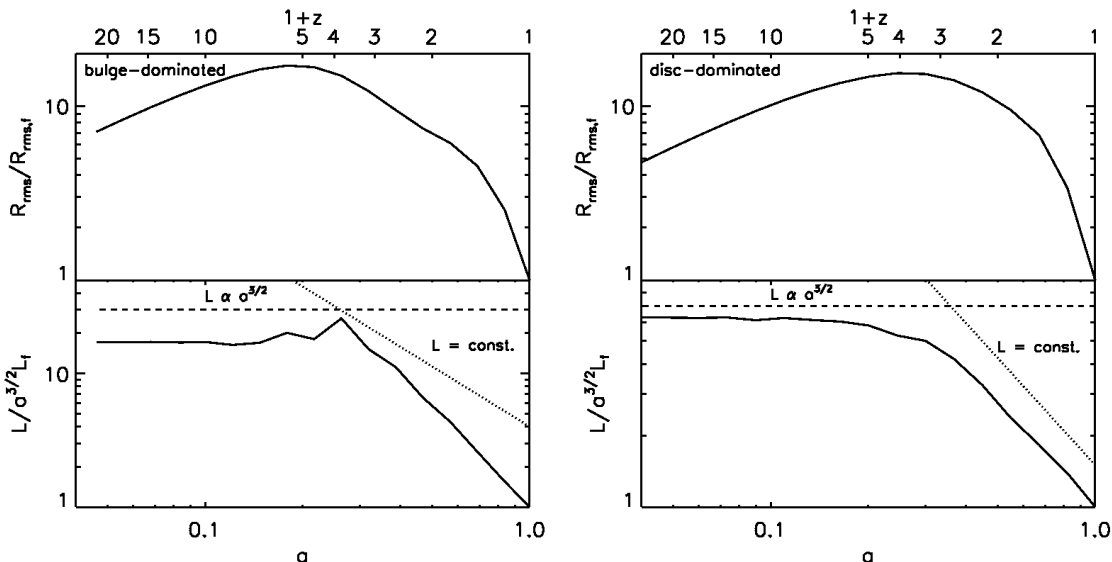 1+z
20 15 10 5 4 3 2 1
bulge-dominated
10
1
R_rms/R_rms,f
L α a^3/2
L = const.
10
1
L/a^3/2 L_f
0.1 1.0
a
1+z
20 15 10 5 4 3 2 1
disc-dominated
10
1
R_rms/R_rms,f
L α a^3/2
L = const.
1
L/a^3/2 L_f
0.1 1.0
a